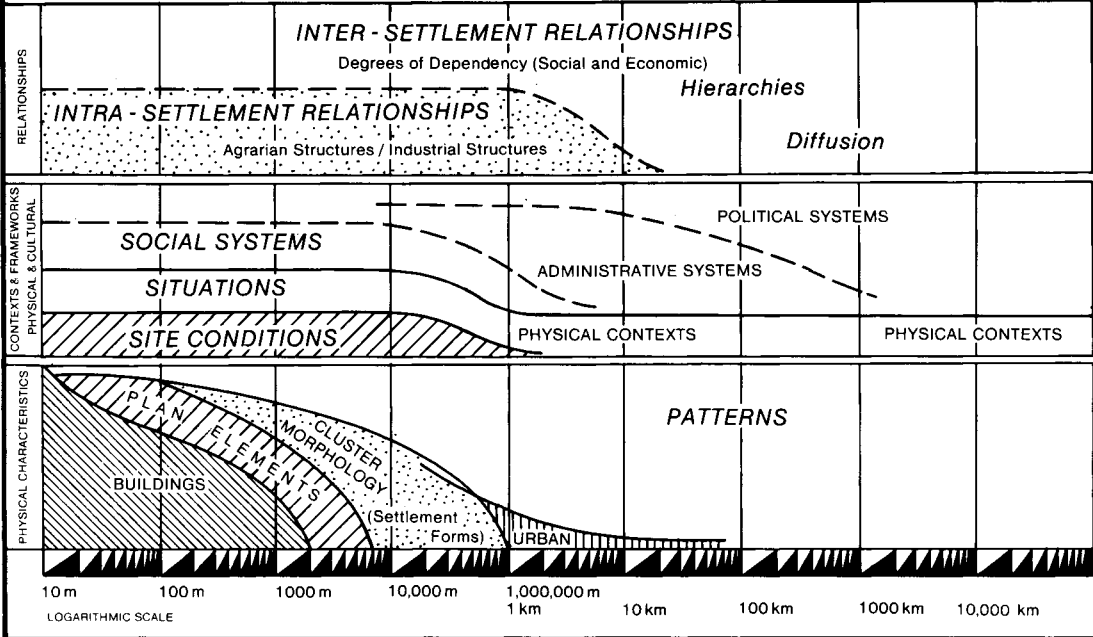 RELATIONSHIPS
INTER - SETTLEMENT RELATIONSHIPS
Degrees of Dependency (Social and Economic)
Hierarchies
INTRA - SETTLEMENT RELATIONSHIPS
Agrarian Structures / Industrial Structures
Diffusion
CONTEXTS & FRAMEWORKS
PHYSICAL & CULTURAL
POLITICAL SYSTEMS
SOCIAL SYSTEMS
ADMINISTRATIVE SYSTEMS
SITUATIONS
SITE CONDITIONS
PHYSICAL CONTEXTS
PHYSICAL CONTEXTS
PHYSICAL CHARACTERISTICS
PLAN ELEMENTS
CLUSTER
MORPHOLOGY
(Settlement
Forms)
PATTERNS
BUILDINGS
URBAN
10 m
100 m
1000 m
10,000 m
1,000,000 m
1 km
10 km
100 km
1000 km
10,000 km
LOGARITHMIC SCALE